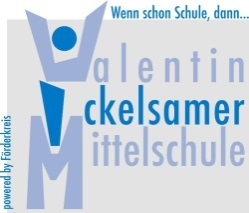 Wenn schon Schule, dann...
Valentin
Ickelsamer
Mittelschule
powered by Förderkreis